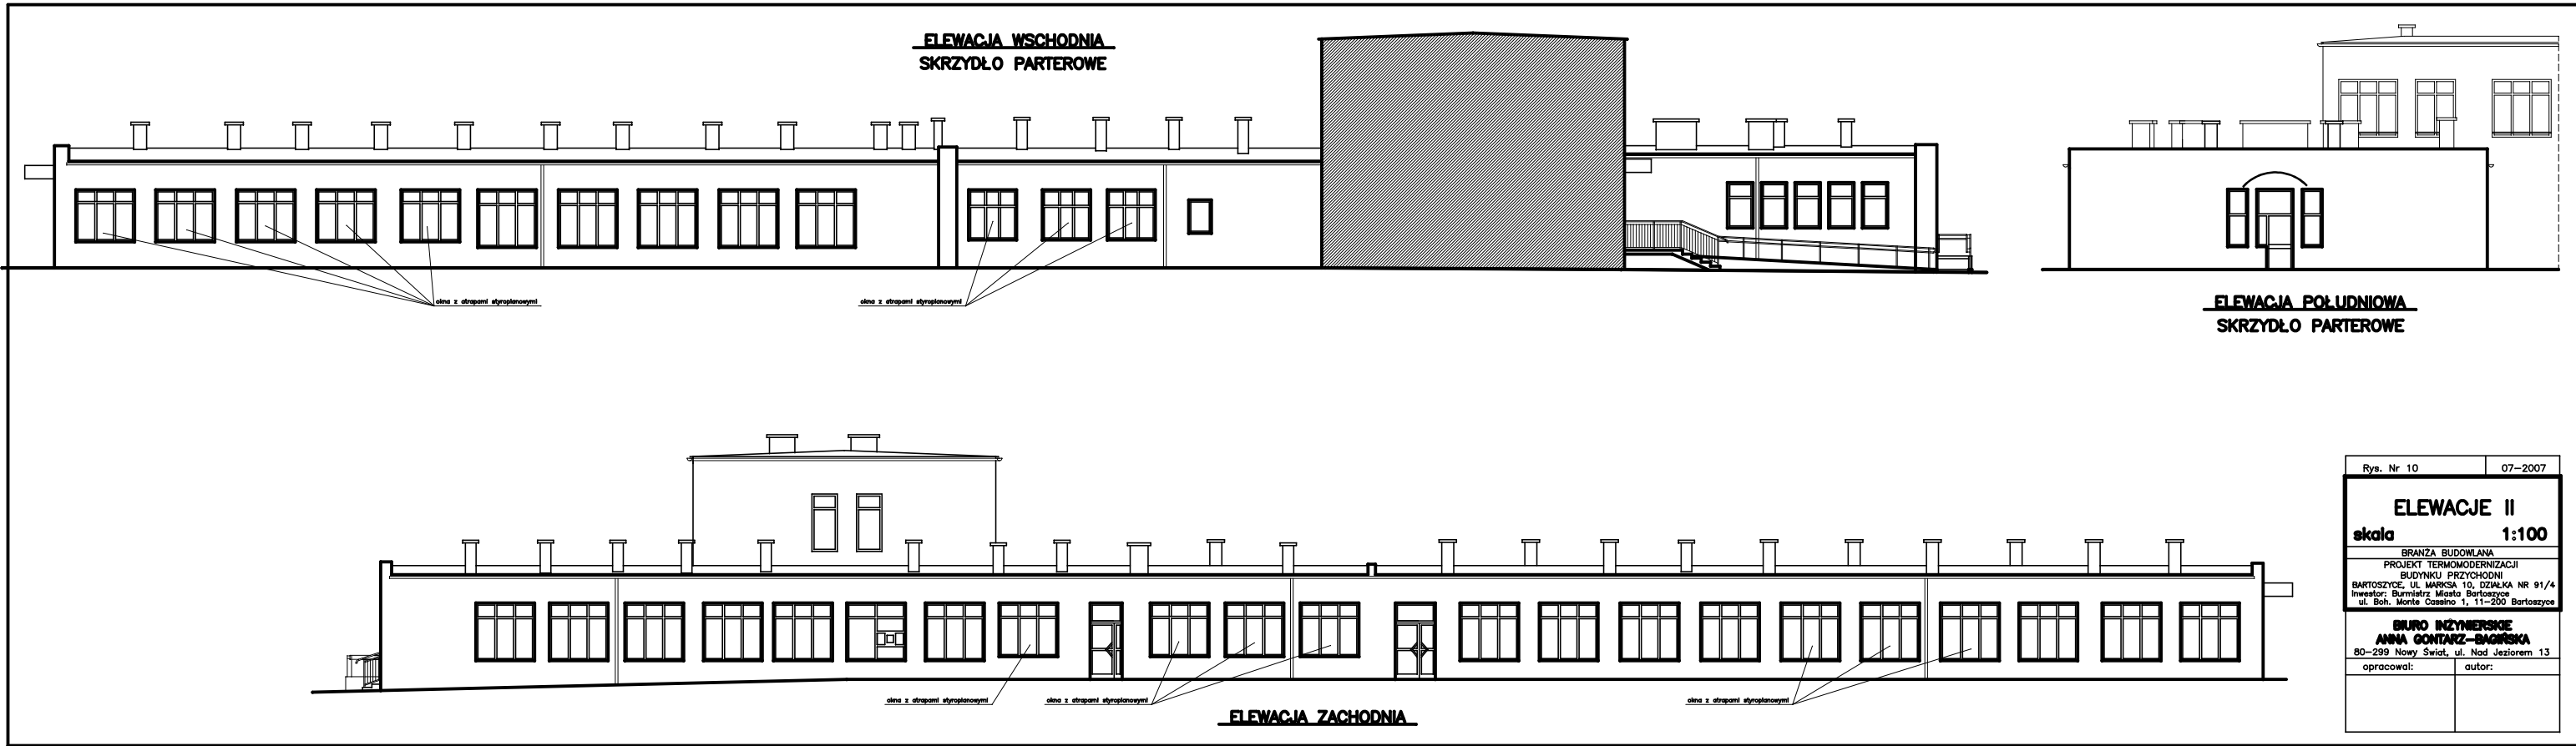 ELEWACJA WSCHODNIA
SKRZYDŁO PARTEROWE
okna z atrapami styropianowymi
okna z atrapami styropianowymi
ELEWACJA POŁUDNIOWA
SKRZYDŁO PARTEROWE
okna z atrapami styropianowymi
okna z atrapami styropianowymi
okna z atrapami styropianowymi
ELEWACJA ZACHODNIA
Rys. Nr 10 07-2007
ELEWACJE II
skala 1:100
BRANŻA BUDOWLANA
PROJEKT TERMOMODERNIZACJI
BUDYNKU PRZYCHODNI
BARTOSZYCE, UL MARKSA 10, DZIAŁKA NR 91/4
Inwestor: Burmistrz Miasta Bartoszyce
ul. Boh. Monte Cassino 1, 11-200 Bartoszyce
BIURO INŻYNIERSKIE
ANNA GONTARZ-BAGIŃSKA
80-299 Nowy Świat, ul. Nad Jeziorem 13
opracował: autor: